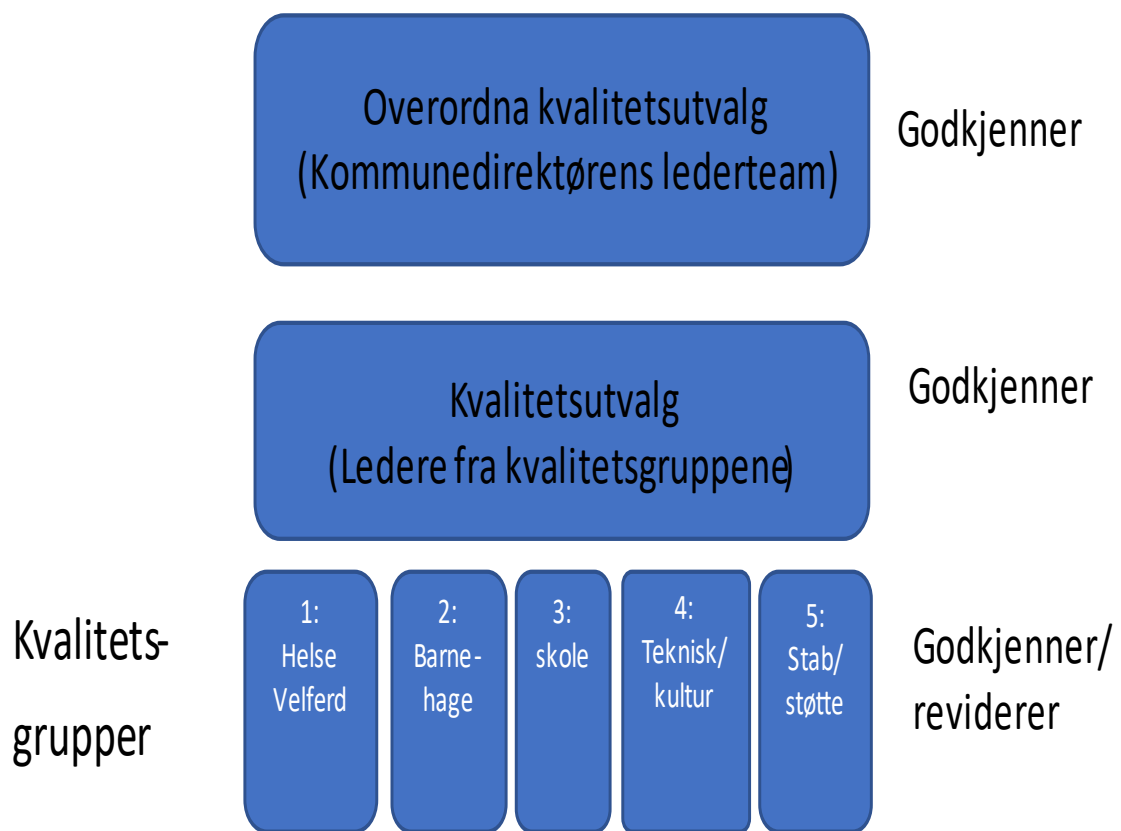 Overordna kvalitetsutvalg
(Kommunedirektørens lederteam)
Godkjenner
Kvalitetsutvalg
(Ledere fra kvalitetsgruppene)
Godkjenner
Kvalitets-
grupper
1:
Helse
Velferd
2:
Barne-
hage
3:
skole
4:
Teknisk/
kultur
5:
Stab/
støtte
Godkjenner/
reviderer